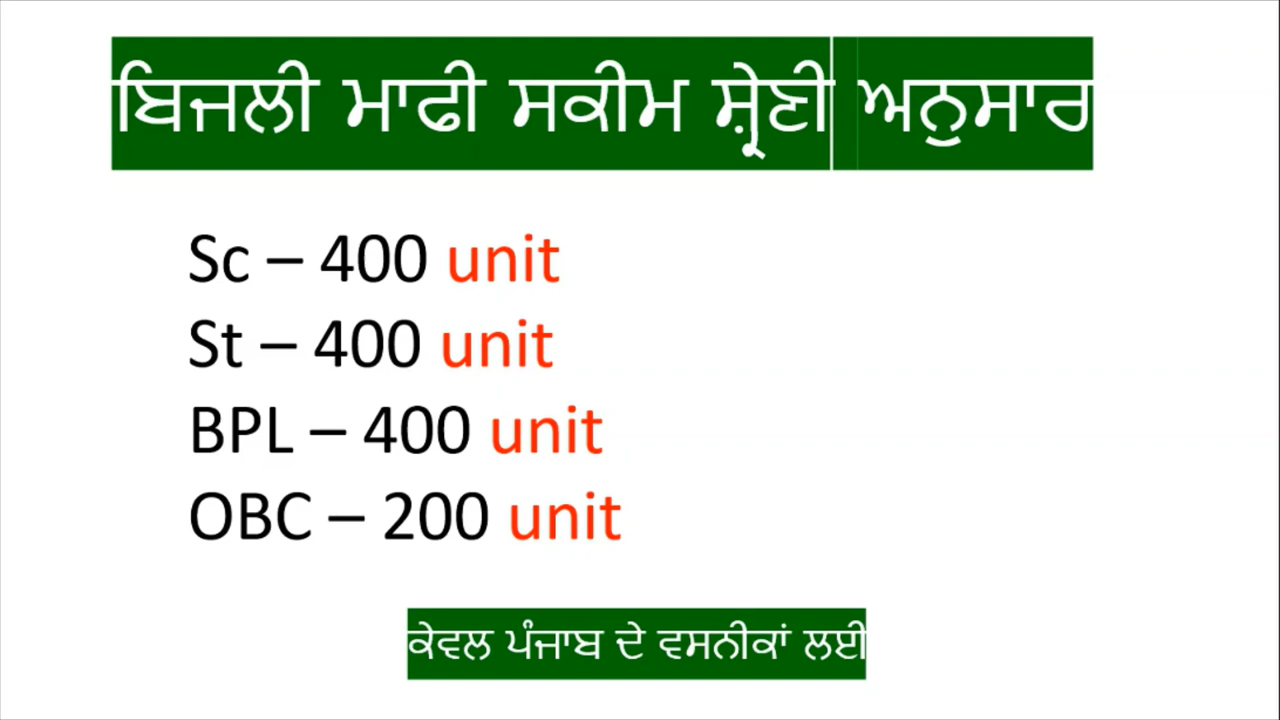 ਬਿਜਲੀ ਮਾਫੀ ਸਕੀਮ ਸ਼੍ਰੇਣੀ ਅਨੁਸਾਰ
Sc – 400 unit
St – 400 unit
BPL – 400 unit
OBC – 200 unit
ਕੇਵਲ ਪੰਜਾਬ ਦੇ ਵਸਨੀਕਾਂ ਲਈ